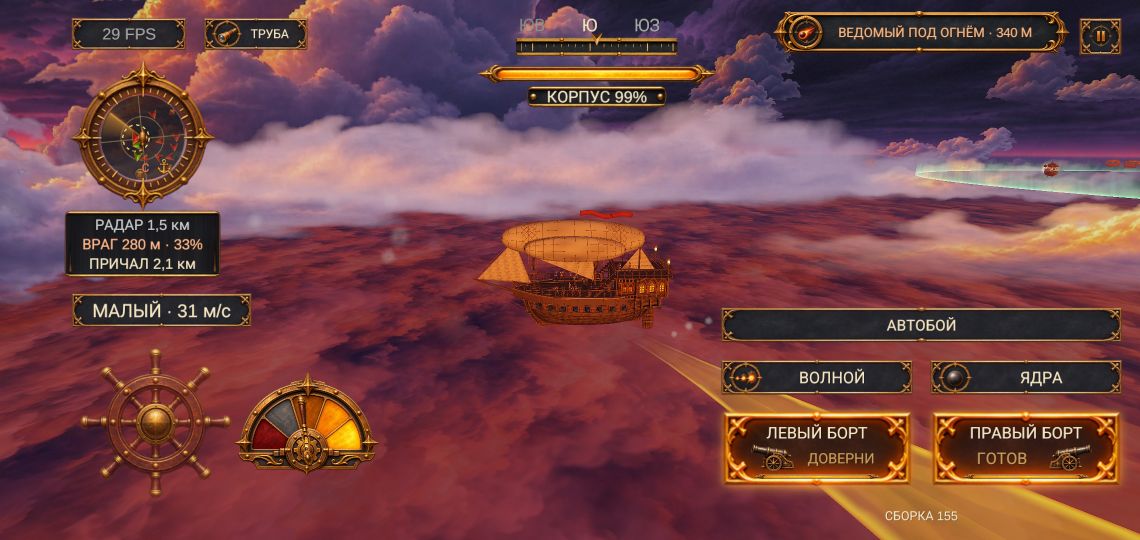 29 FPS
ТРУБА
ЮВ Ю ЮЗ
ВЕДОМЫЙ ПОД ОГНЁМ · 340 М
КОРПУС 99%
С
РАДАР 1,5 км
ВРАГ 280 м · 33%
ПРИЧАЛ 2,1 км
МАЛЫЙ · 31 м/с
АВТОБОЙ
ВОЛНОЙ
ЯДРА
ЛЕВЫЙ БОРТ
ДОВЕРНИ
ПРАВЫЙ БОРТ
ГОТОВ
СБОРКА 155